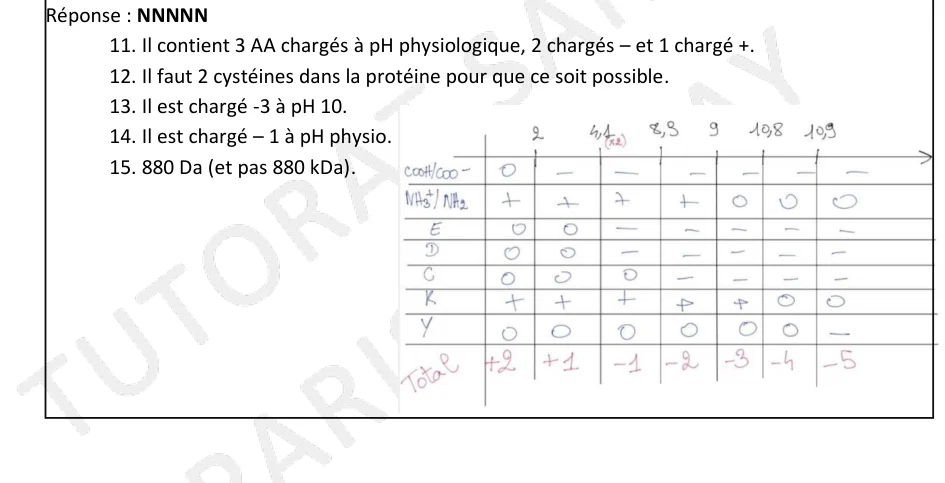 Réponse : NNNNN
11. Il contient 3 AA chargés à pH physiologique, 2 chargés – et 1 chargé +.
12. Il faut 2 cystéines dans la protéine pour que ce soit possible.
13. Il est chargé -3 à pH 10.
14. Il est chargé – 1 à pH physio.
15. 880 Da (et pas 880 kDa).
2 4,1 (x2) 8,3 9 10,8 10,9
COOH/COO- 0 – – – – – –
NH3+/NH2 + + + + 0 0 0
E 0 0 – – – – –
D 0 0 – – – – –
C 0 0 0 – – – –
K + + + + + 0 0
Y 0 0 0 0 0 0 –
Total +2 +1 -1 -2 -3 -4 -5